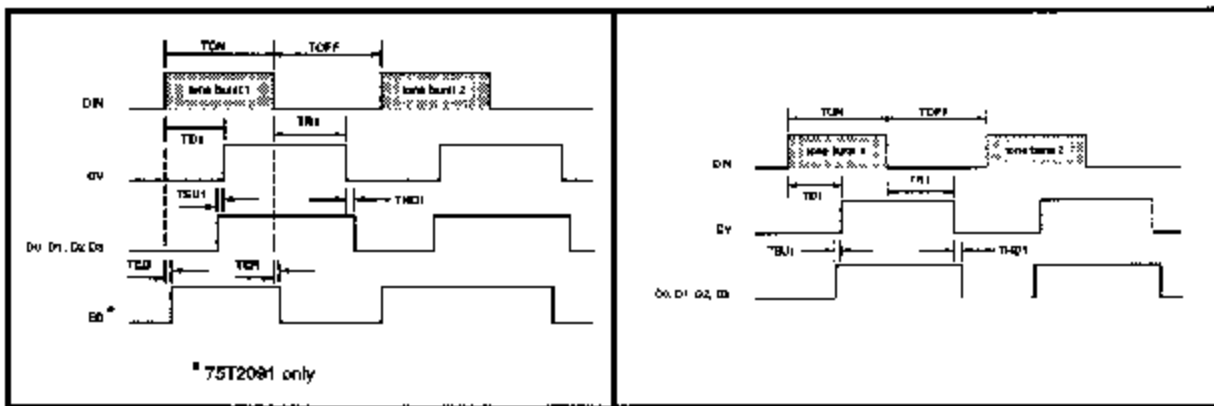 TON TOFF
tone burst 1 tone burst 2
DIN
TD1 TR1
DV
TSU1 THD1
D0, D1, D2, D3
TED TER
ED *
* 75T2091 only
TON TOFF
tone burst 1 tone burst 2
DIN
TD1 TR1
DV
TSU1 THD1
D0, D1, D2, D3